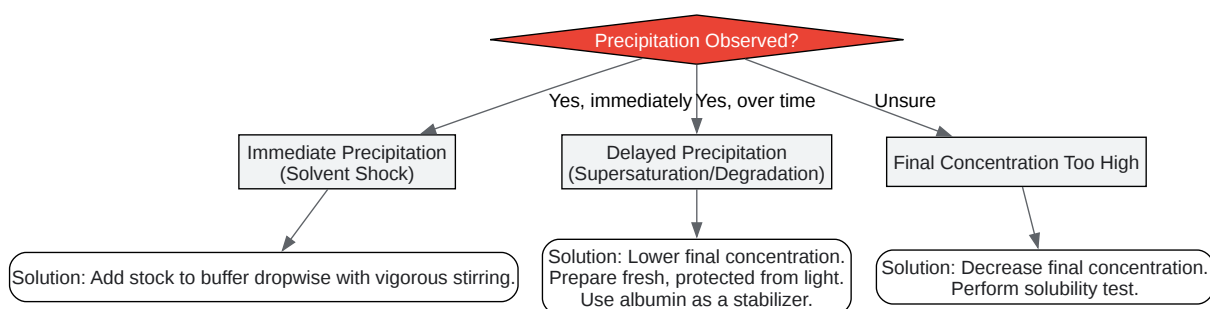 Precipitation Observed?
Yes, immediately
Yes, over time
Unsure
Immediate Precipitation
(Solvent Shock)
Delayed Precipitation
(Supersaturation/Degradation)
Final Concentration Too High
Solution: Add stock to buffer dropwise with vigorous stirring.
Solution: Lower final concentration.
Prepare fresh, protected from light.
Use albumin as a stabilizer.
Solution: Decrease final concentration.
Perform solubility test.